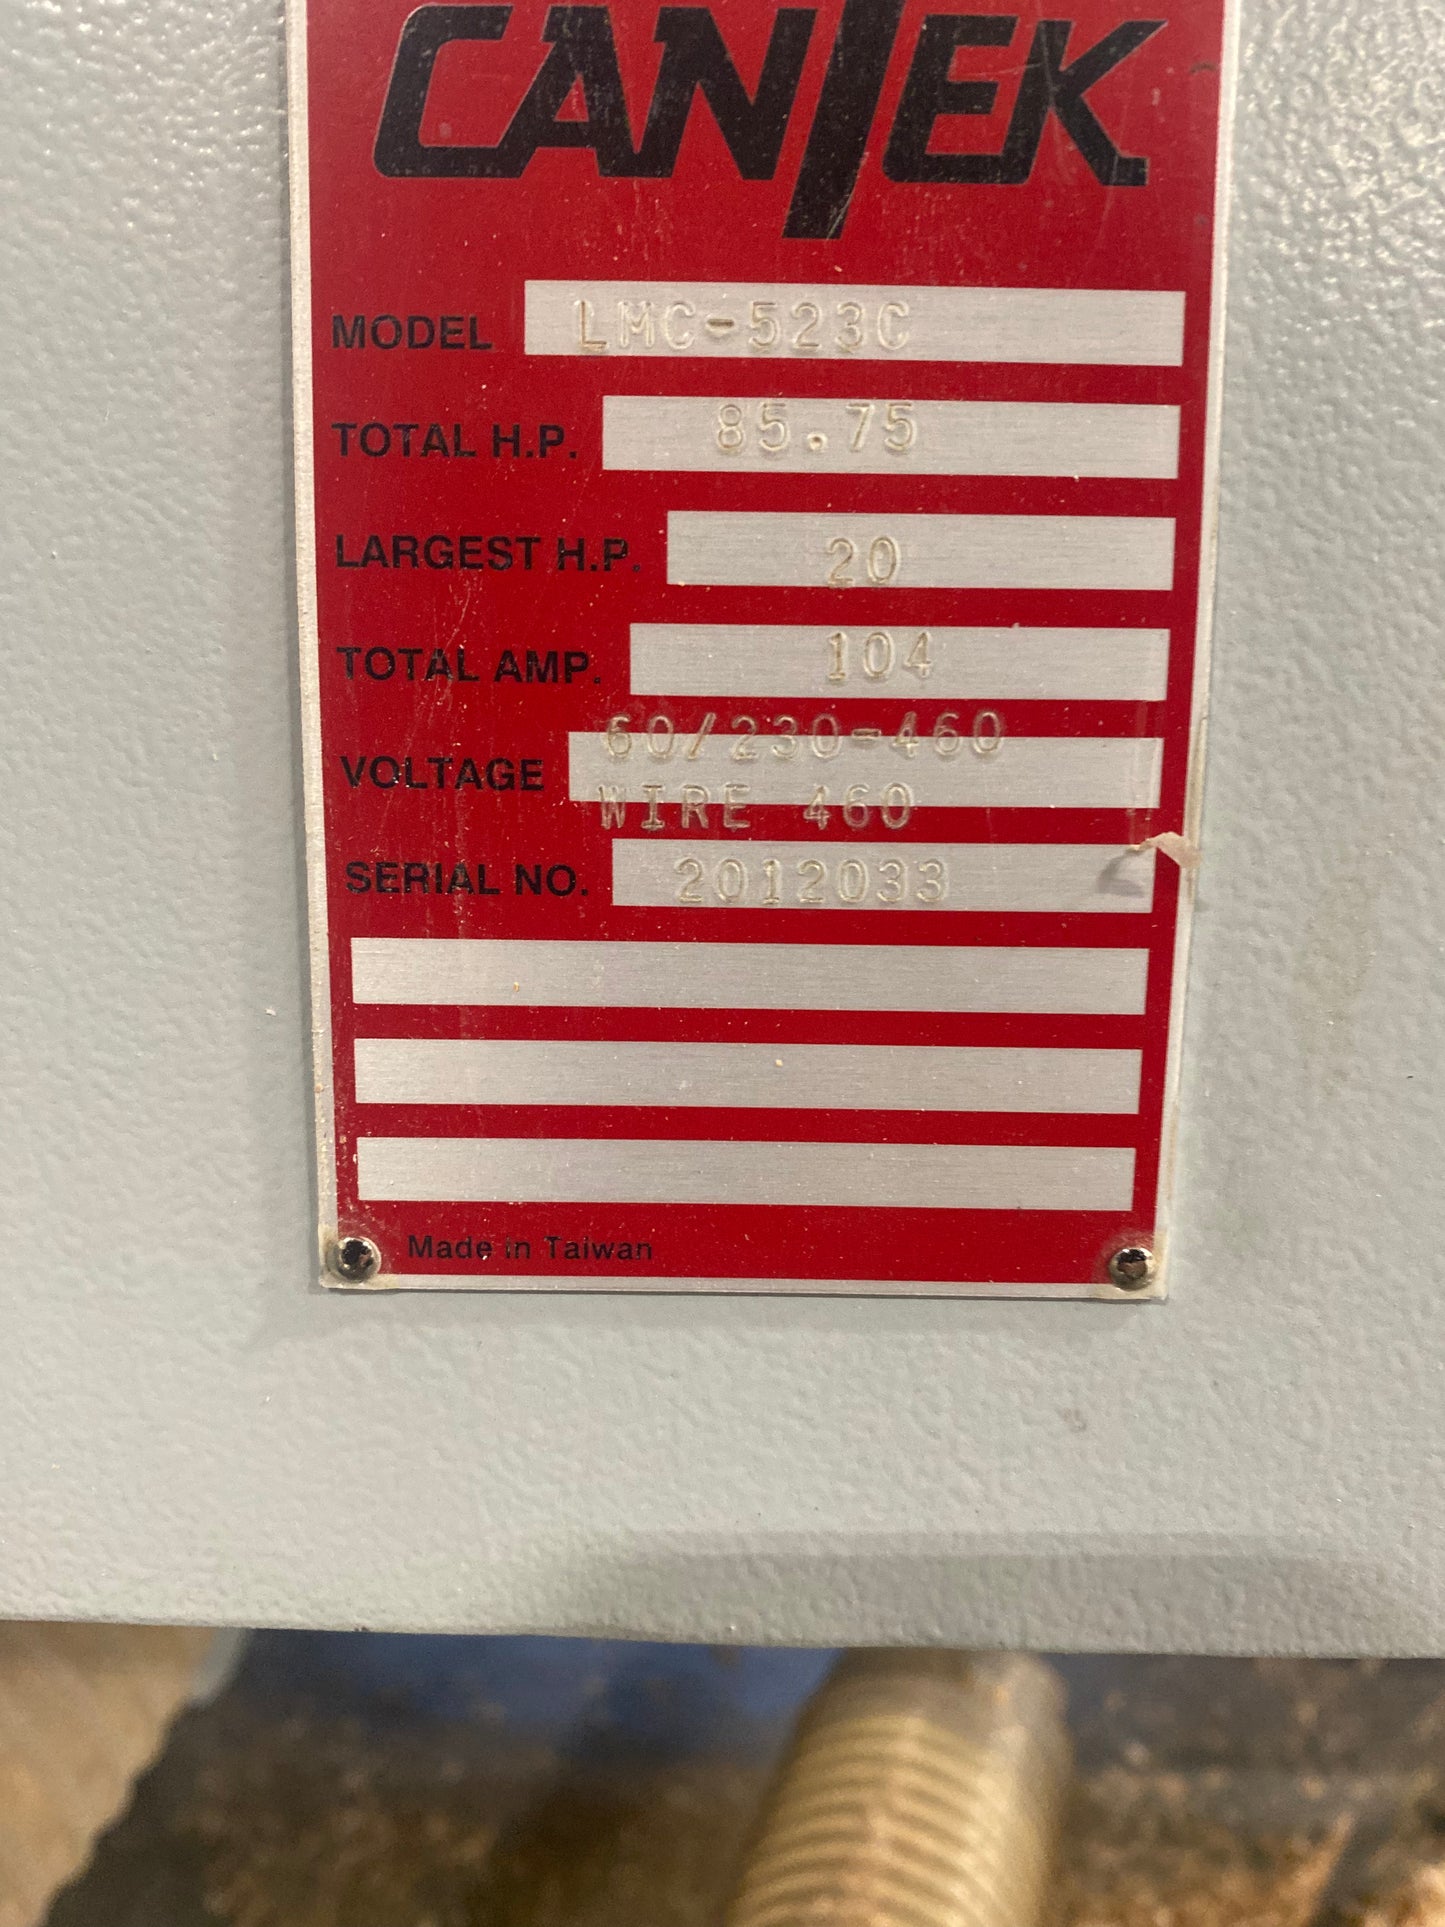 CANTEK
MODEL LMC-523C
TOTAL H.P. 85.75
LARGEST H.P. 20
TOTAL AMP. 104
VOLTAGE 60/230-460
WIRE 460
SERIAL NO. 2012033
Made in Taiwan